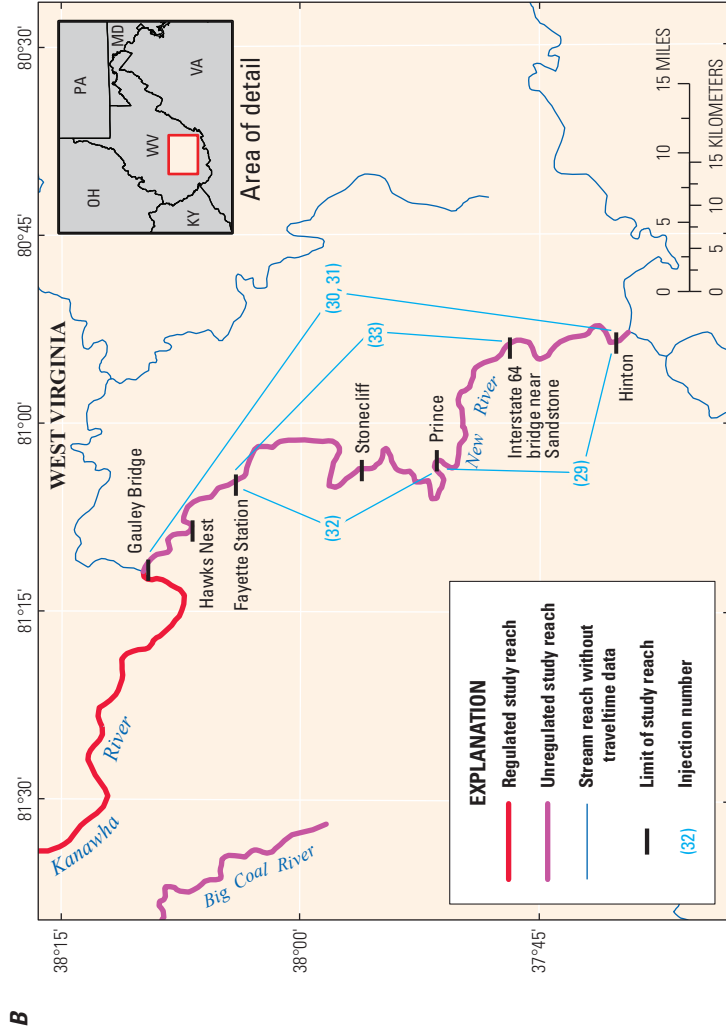 B
81°30'
81°15'
81°00'
80°45'
80°30'
38°15'
38°00'
37°45'
WEST VIRGINIA
Kanawha
River
Big Coal River
Gauley Bridge
Hawks Nest
Fayette Station
Stonecliff
Prince
New River
Interstate 64
bridge near
Sandstone
Hinton
(30, 31)
(33)
(32)
(29)
OH
PA
MD
WV
VA
KY
Area of detail
EXPLANATION
Regulated study reach
Unregulated study reach
Stream reach without
traveltime data
Limit of study reach
(32) Injection number
0 5 10 15 MILES
0 5 10 15 KILOMETERS